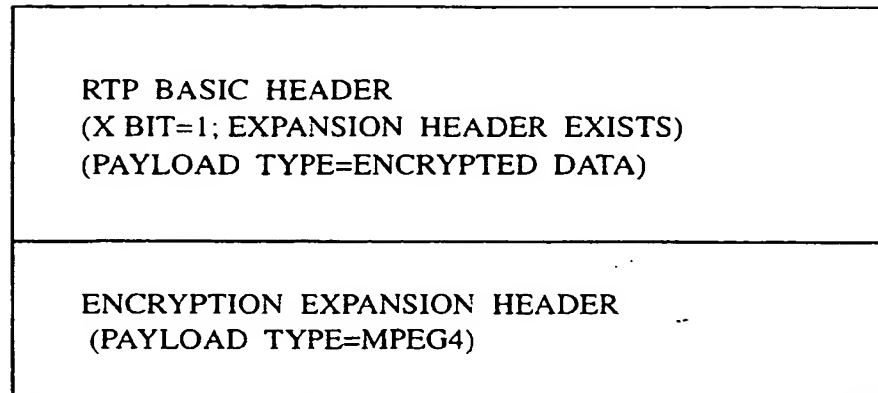 RTP BASIC HEADER
(X BIT=1; EXPANSION HEADER EXISTS)
(PAYLOAD TYPE=ENCRYPTED DATA)
ENCRYPTION EXPANSION HEADER
(PAYLOAD TYPE=MPEG4)